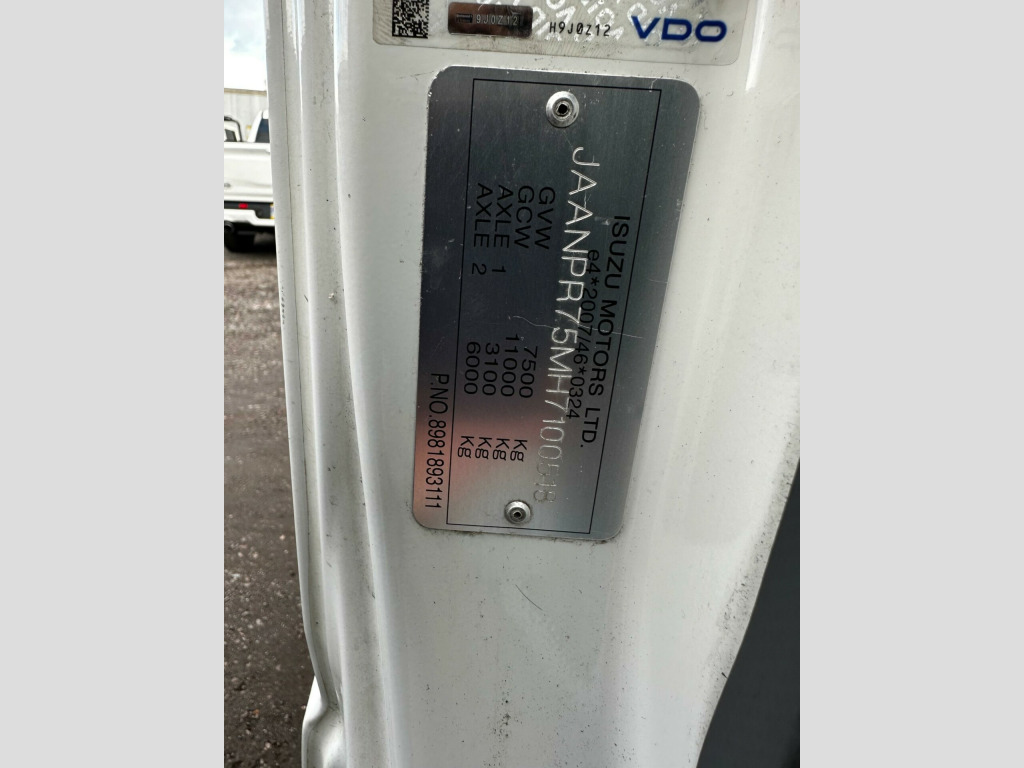 9J0Z12
H9J0Z12
VDO
ISUZU MOTORS LTD.
e4*2007/46*0324
JAANPR75MH7100518
GVW 7500 Kg
GCW 11000 Kg
AXLE 1 3100 Kg
AXLE 2 6000 Kg
P.NO.8981893111